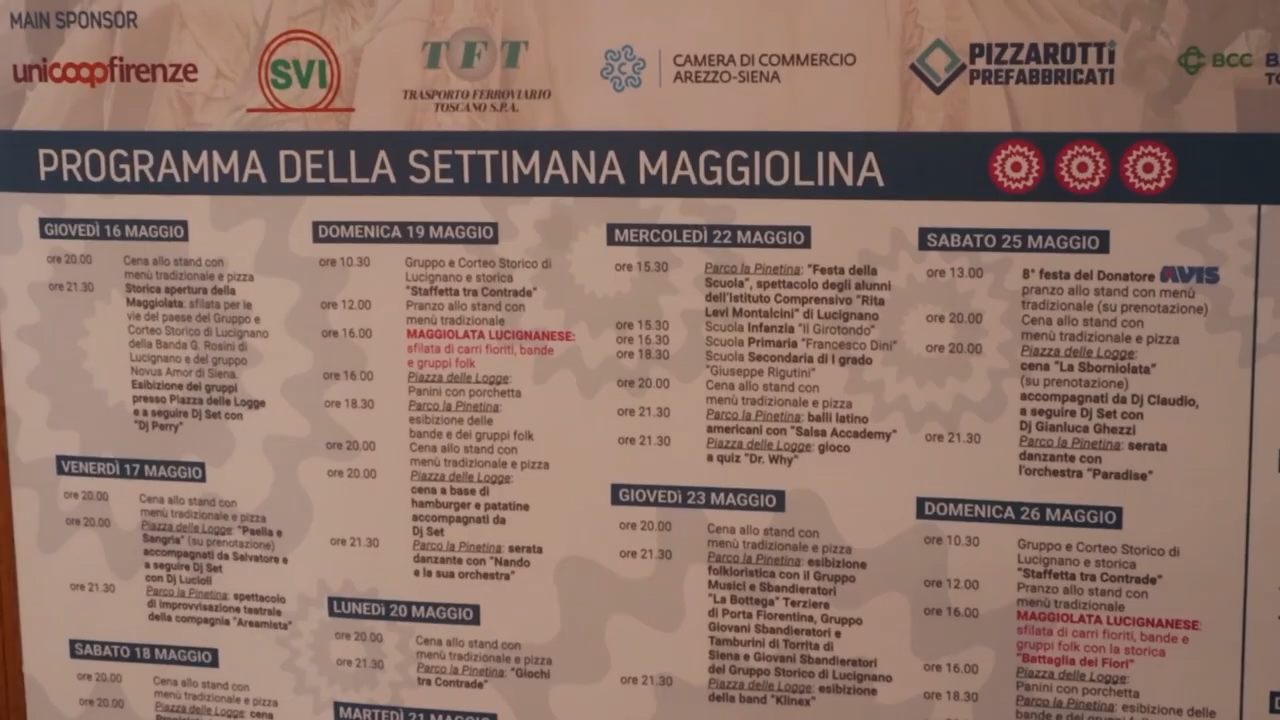 MAIN SPONSOR
unicoopfirenze
SVI
TFT
TRASPORTO FERROVIARIO
TOSCANO S.P.A.
CAMERA DI COMMERCIO
AREZZO-SIENA
PIZZAROTTI
PREFABBRICATI
BCC
PROGRAMMA DELLA SETTIMANA MAGGIOLINA
GIOVEDÌ 16 MAGGIO
ore 20.00 Cena allo stand con
menù tradizionale e pizza
ore 21.30 Storica apertura della
Maggiolata: sfilata per le
vie del paese del Gruppo e
Corteo Storico di Lucignano
della Banda G. Rosini di
Lucignano e del gruppo
Novus Amor di Siena.
Esibizione dei gruppi
presso Piazza delle Logge
e a seguire Dj Set con
"Dj Perry"
VENERDÌ 17 MAGGIO
ore 20.00 Cena allo stand con
menù tradizionale e pizza
ore 20.00 Piazza delle Logge: "Paella e
Sangria" (su prenotazione)
accompagnati da Salvatore e
a seguire Dj Set
con Dj Lucioli
ore 21.30 Parco la Pinetina: spettacolo
di improvvisazione teatrale
della compagnia "Areamista"
SABATO 18 MAGGIO
ore 20.00 Cena allo stand con
menù tradizionale e pizza
ore 20.00 Piazza delle Logge: cena
DOMENICA 19 MAGGIO
ore 10.30 Gruppo e Corteo Storico di
Lucignano e storica
"Staffetta tra Contrade"
ore 12.00 Pranzo allo stand con
menù tradizionale
ore 16.00 MAGGIOLATA LUCIGNANESE:
sfilata di carri fioriti, bande
e gruppi folk
ore 16.00 Piazza delle Logge:
Panini con porchetta
ore 18.30 Parco la Pinetina:
esibizione delle
bande e dei gruppi folk
ore 20.00 Cena allo stand con
menù tradizionale e pizza
ore 20.00 Piazza delle Logge:
cena a base di
hamburger e patatine
accompagnati da
Dj Set
ore 21.30 Parco la Pinetina: serata
danzante con "Nando
e la sua orchestra"
LUNEDÌ 20 MAGGIO
ore 20.00 Cena allo stand con
menù tradizionale e pizza
ore 21.30 Parco la Pinetina: "Giochi
tra Contrade"
MARTEDÌ 21 MAGGIO
MERCOLEDÌ 22 MAGGIO
ore 15.30 Parco la Pinetina: "Festa della
Scuola", spettacolo degli alunni
dell'Istituto Comprensivo "Rita
Levi Montalcini" di Lucignano
ore 15.30 Scuola Infanzia "Il Girotondo"
ore 16.30 Scuola Primaria "Francesco Dini"
ore 18.30 Scuola Secondaria di I grado
"Giuseppe Rigutini"
ore 20.00 Cena allo stand con
menù tradizionale e pizza
ore 21.30 Parco la Pinetina: balli latino
americani con "Salsa Accademy"
ore 21.30 Piazza delle Logge: gioco
a quiz "Dr. Why"
GIOVEDÌ 23 MAGGIO
ore 20.00 Cena allo stand con
menù tradizionale e pizza
ore 21.30 Parco la Pinetina: esibizione
folkloristica con il Gruppo
Musici e Sbandieratori
"La Bottega" Terziere
di Porta Fiorentina, Gruppo
Giovani Sbandieratori e
Tamburini di Torrita di
Siena e Giovani Sbandieratori
del Gruppo Storico di Lucignano
ore 21.30 Piazza delle Logge: esibizione
della band "Klinex"
SABATO 25 MAGGIO
ore 13.00 8° festa del Donatore AVIS
pranzo allo stand con menù
tradizionale (su prenotazione)
ore 20.00 Cena allo stand con
menù tradizionale e pizza
ore 20.00 Piazza delle Logge:
cena "La Sborniolata"
(su prenotazione)
accompagnati da Dj Claudio,
a seguire Dj Set con
Dj Gianluca Ghezzi
ore 21.30 Parco la Pinetina: serata
danzante con
l'orchestra "Paradise"
DOMENICA 26 MAGGIO
ore 10.30 Gruppo e Corteo Storico di
Lucignano e storica
"Staffetta tra Contrade"
ore 12.00 Pranzo allo stand con
menù tradizionale
ore 16.00 MAGGIOLATA LUCIGNANESE:
sfilata di carri fioriti, bande e
gruppi folk con la storica
"Battaglia dei Fiori"
ore 16.00 Piazza delle Logge:
Panini con porchetta
ore 18.30 Parco la Pinetina: esibizione delle